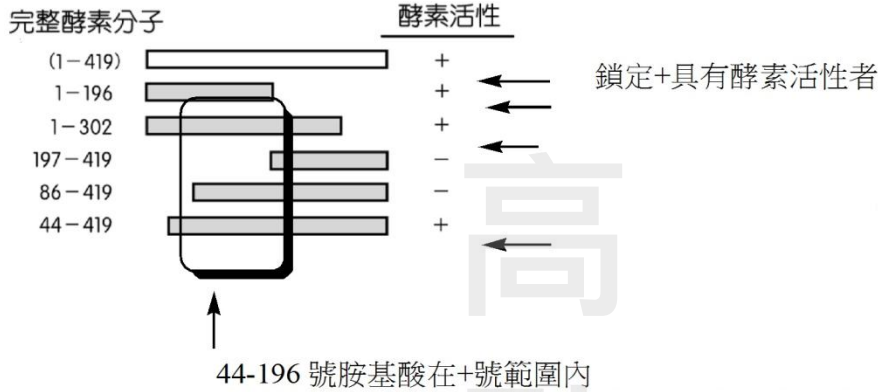 完整酵素分子 酵素活性
(1-419) +
1-196 + 鎖定+具有酵素活性者
1-302 +
197-419 −
86-419 −
44-419 +
高
44-196 號胺基酸在+號範圍內